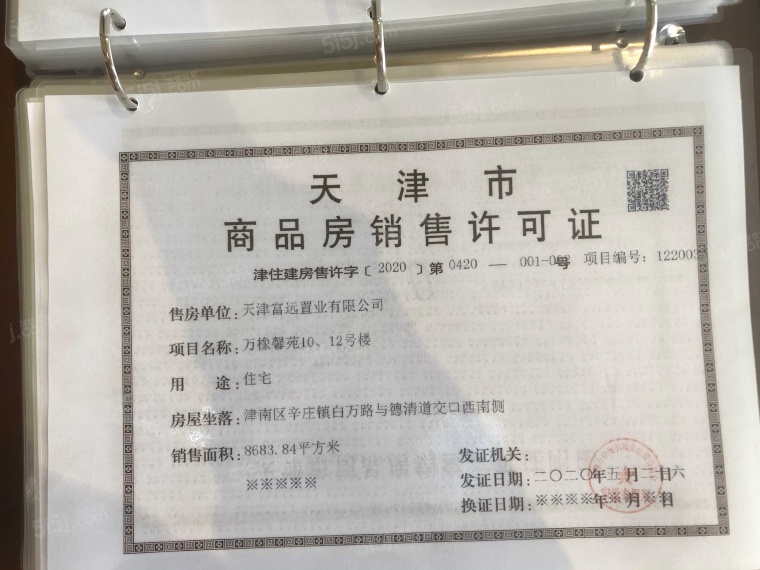 天津市
商品房销售许可证
津住建房售许字〔2020〕第0420—001-002号 项目编号：12200
售房单位：天津富远置业有限公司
项目名称：万橡馨苑10、12号楼
用途：住宅
房屋坐落：津南区辛庄镇白万路与德清道交口西南侧
销售面积：8683.84平方米
※※※※※
发证机关：
发证日期：二〇二〇年五月二十六日
换证日期：※※※※年※月※日